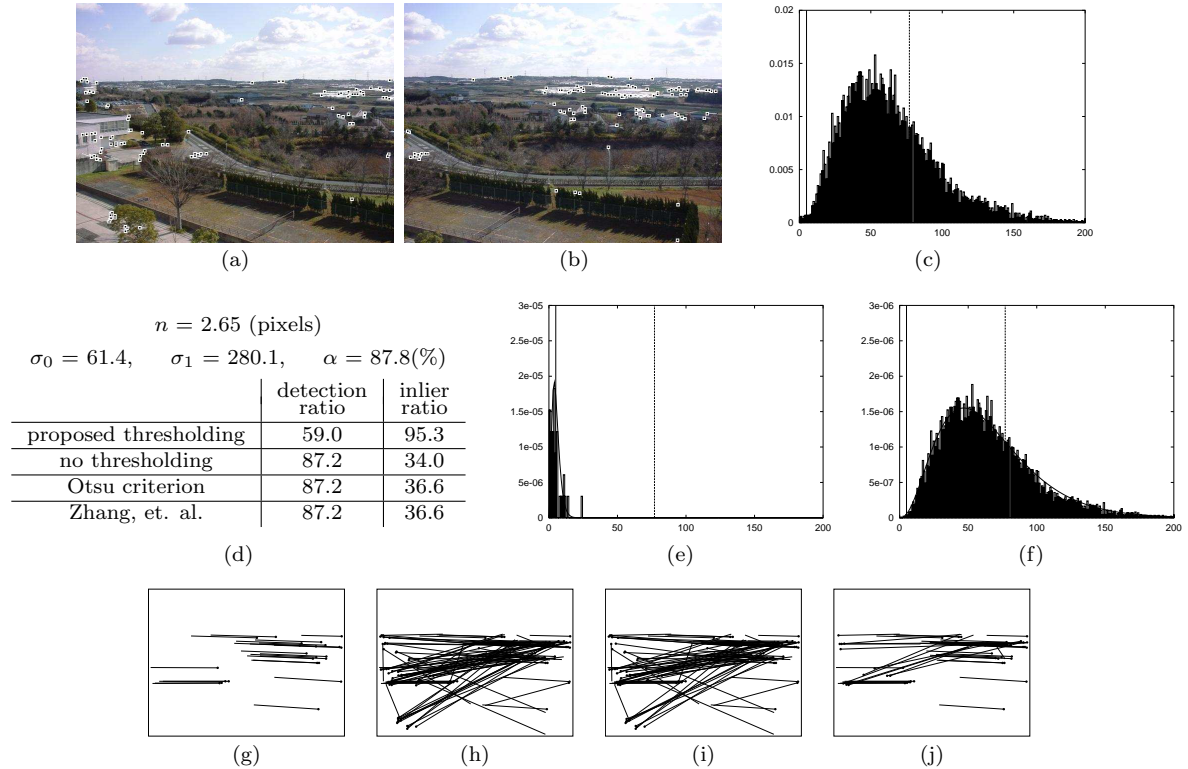 0.02
0.015
0.01
0.005
0
0 50 100 150 200
(a) (b) (c)
n = 2.65 (pixels)
σ0 = 61.4, σ1 = 280.1, α = 87.8(%)
detection ratio inlier ratio
proposed thresholding 59.0 95.3
no thresholding 87.2 34.0
Otsu criterion 87.2 36.6
Zhang, et. al. 87.2 36.6
(d)
3e-05
2.5e-05
2e-05
1.5e-05
1e-05
5e-06
0
0 50 100 150 200
(e)
3e-06
2.5e-06
2e-06
1.5e-06
1e-06
5e-07
0
0 50 100 150 200
(f)
(g) (h) (i) (j)